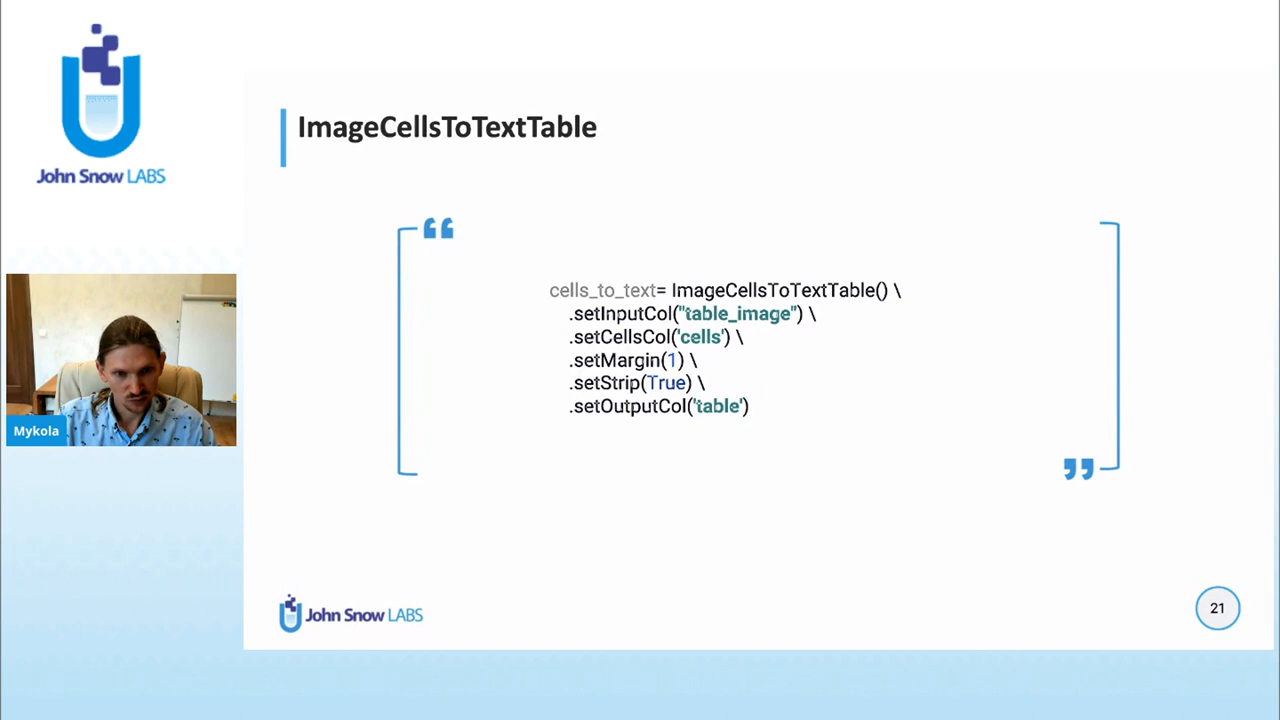 John Snow LABS
ImageCellsToTextTable
“
cells_to_text= ImageCellsToTextTable() \
.setInputCol("table_image") \
.setCellsCol('cells') \
.setMargin(1) \
.setStrip(True) \
.setOutputCol('table')
”
Mykola
John Snow LABS
21